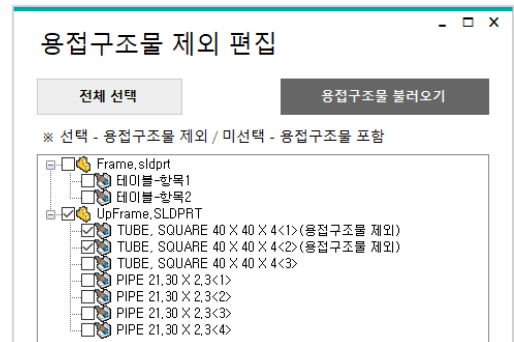 용접구조물 제외 편집
전체 선택
용접구조물 불러오기
※ 선택 - 용접구조물 제외 / 미선택 - 용접구조물 포함
Frame.sldprt
테이블-항목1
테이블-항목2
UpFrame.SLDPRT
TUBE, SQUARE 40 X 40 X 4<1>(용접구조물 제외)
TUBE, SQUARE 40 X 40 X 4<2>(용접구조물 제외)
TUBE, SQUARE 40 X 40 X 4<3>
PIPE 21.30 X 2.3<1>
PIPE 21.30 X 2.3<2>
PIPE 21.30 X 2.3<3>
PIPE 21.30 X 2.3<4>